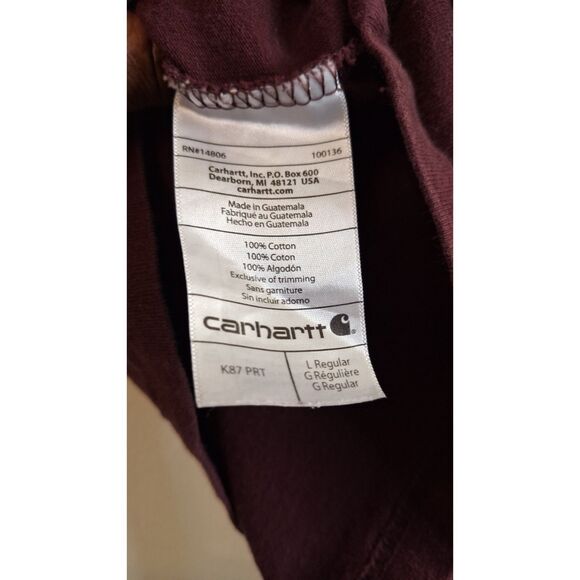 RN#14806 100136
Carhartt, Inc. P.O. Box 600
Dearborn, MI 48121 USA
carhartt.com
Made in Guatemala
Fabriqué au Guatemala
Hecho en Guatemala
100% Cotton
100% Coton
100% Algodón
Exclusive of trimming
Sans garniture
Sin incluir adorno
carhartt
K87 PRT
L Regular
G Régulière
G Regular